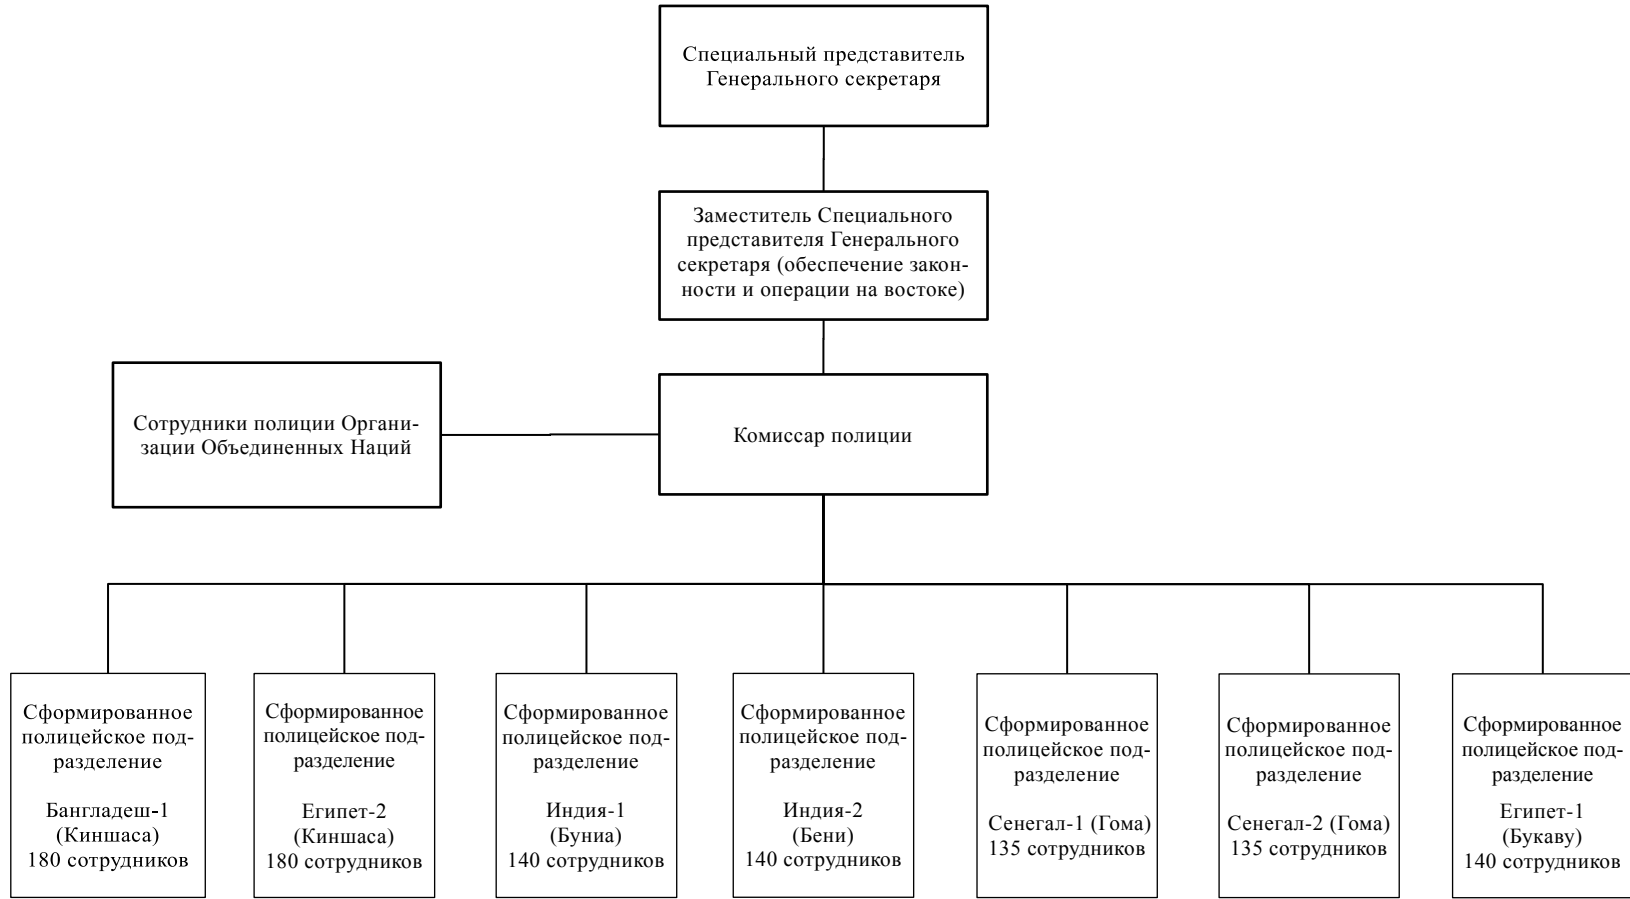 Специальный представитель
Генерального секретаря
Заместитель Специального
представителя Генерального
секретаря (обеспечение закон-
ности и операции на востоке)
Сотрудники полиции Органи-
зации Объединенных Наций
Комиссар полиции
Сформированное
полицейское под-
разделение
Бангладеш-1
(Киншаса)
180 сотрудников
Сформированное
полицейское под-
разделение
Египет-2
(Киншаса)
180 сотрудников
Сформированное
полицейское под-
разделение
Индия-1
(Буниа)
140 сотрудников
Сформированное
полицейское под-
разделение
Индия-2
(Бени)
140 сотрудников
Сформированное
полицейское под-
разделение
Сенегал-1 (Гома)
135 сотрудников
Сформированное
полицейское под-
разделение
Сенегал-2 (Гома)
135 сотрудников
Сформированное
полицейское под-
разделение
Египет-1
(Букаву)
140 сотрудников